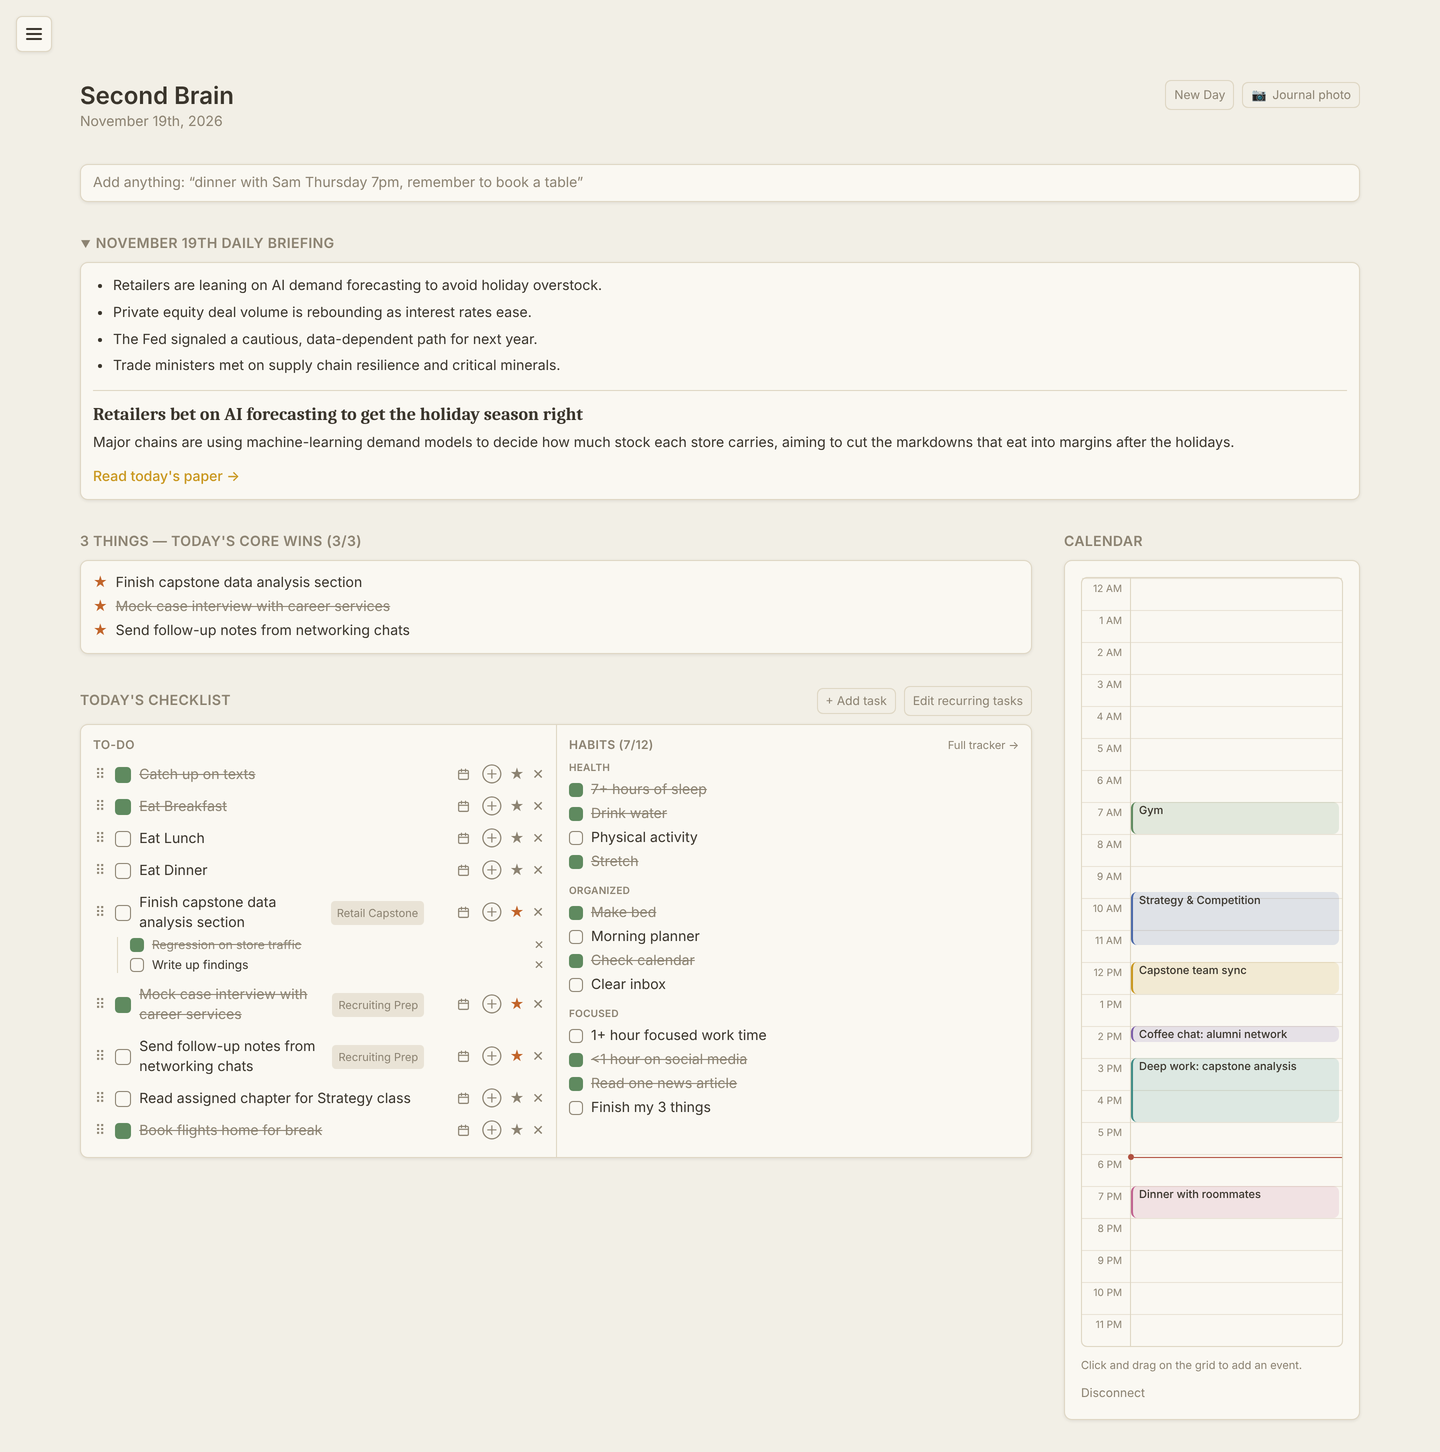 Second Brain
November 19th, 2026
New Day
📷 Journal photo
Add anything: “dinner with Sam Thursday 7pm, remember to book a table”
▼ NOVEMBER 19TH DAILY BRIEFING
• Retailers are leaning on AI demand forecasting to avoid holiday overstock.
• Private equity deal volume is rebounding as interest rates ease.
• The Fed signaled a cautious, data-dependent path for next year.
• Trade ministers met on supply chain resilience and critical minerals.
Retailers bet on AI forecasting to get the holiday season right
Major chains are using machine-learning demand models to decide how much stock each store carries, aiming to cut the markdowns that eat into margins after the holidays.
Read today's paper →
3 THINGS — TODAY'S CORE WINS (3/3)
★ Finish capstone data analysis section
★ Mock case interview with career services
★ Send follow-up notes from networking chats
TODAY'S CHECKLIST
+ Add task
Edit recurring tasks
TO-DO
Catch up on texts
Eat Breakfast
Eat Lunch
Eat Dinner
Finish capstone data
analysis section
Retail Capstone
Regression on store traffic
Write up findings
Mock case interview with
career services
Recruiting Prep
Send follow-up notes from
networking chats
Recruiting Prep
Read assigned chapter for Strategy class
Book flights home for break
HABITS (7/12)
Full tracker →
HEALTH
7+ hours of sleep
Drink water
Physical activity
Stretch
ORGANIZED
Make bed
Morning planner
Check calendar
Clear inbox
FOCUSED
1+ hour focused work time
<1 hour on social media
Read one news article
Finish my 3 things
CALENDAR
12 AM
1 AM
2 AM
3 AM
4 AM
5 AM
6 AM
7 AM
Gym
8 AM
9 AM
Strategy & Competition
10 AM
11 AM
12 PM
Capstone team sync
1 PM
2 PM
Coffee chat: alumni network
3 PM
Deep work: capstone analysis
4 PM
5 PM
6 PM
7 PM
Dinner with roommates
8 PM
9 PM
10 PM
11 PM
Click and drag on the grid to add an event.
Disconnect